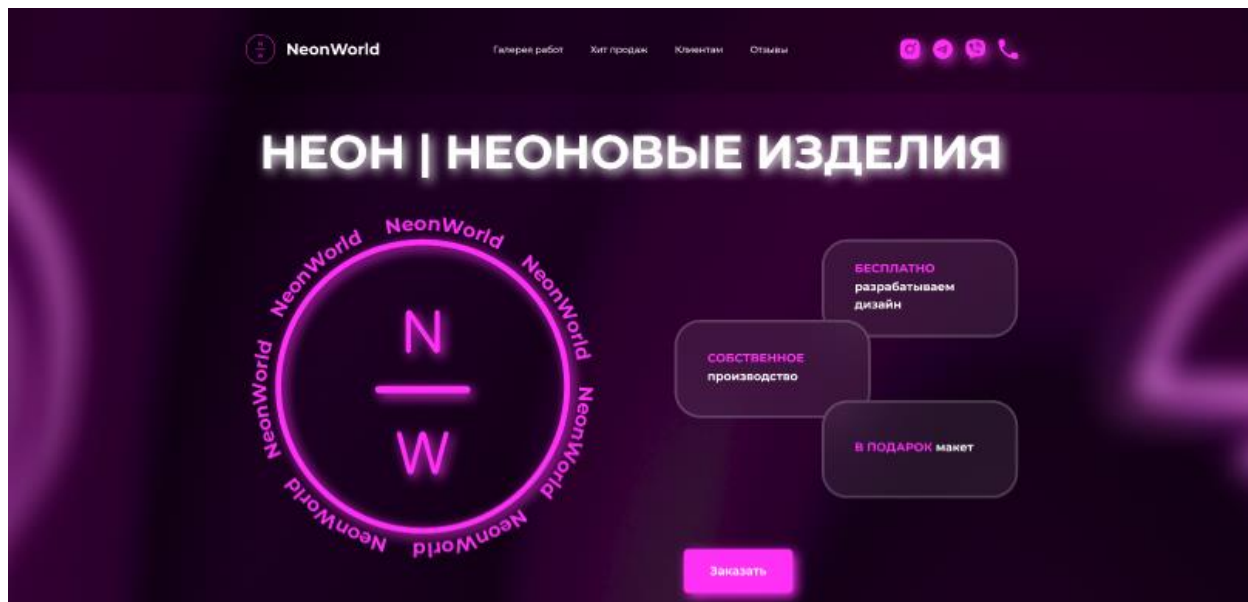 N
W
NeonWorld
Галерея работ
Хит продаж
Клиентам
Отзывы
НЕОН | НЕОНОВЫЕ ИЗДЕЛИЯ
NeonWorld
NeonWorld
NeonWorld
NeonWorld
NeonWorld
NeonWorld
NeonWorld
NeonWorld
N
W
БЕСПЛАТНО
разрабатываем
дизайн
СОБСТВЕННОЕ
производство
В ПОДАРОК макет
Заказать